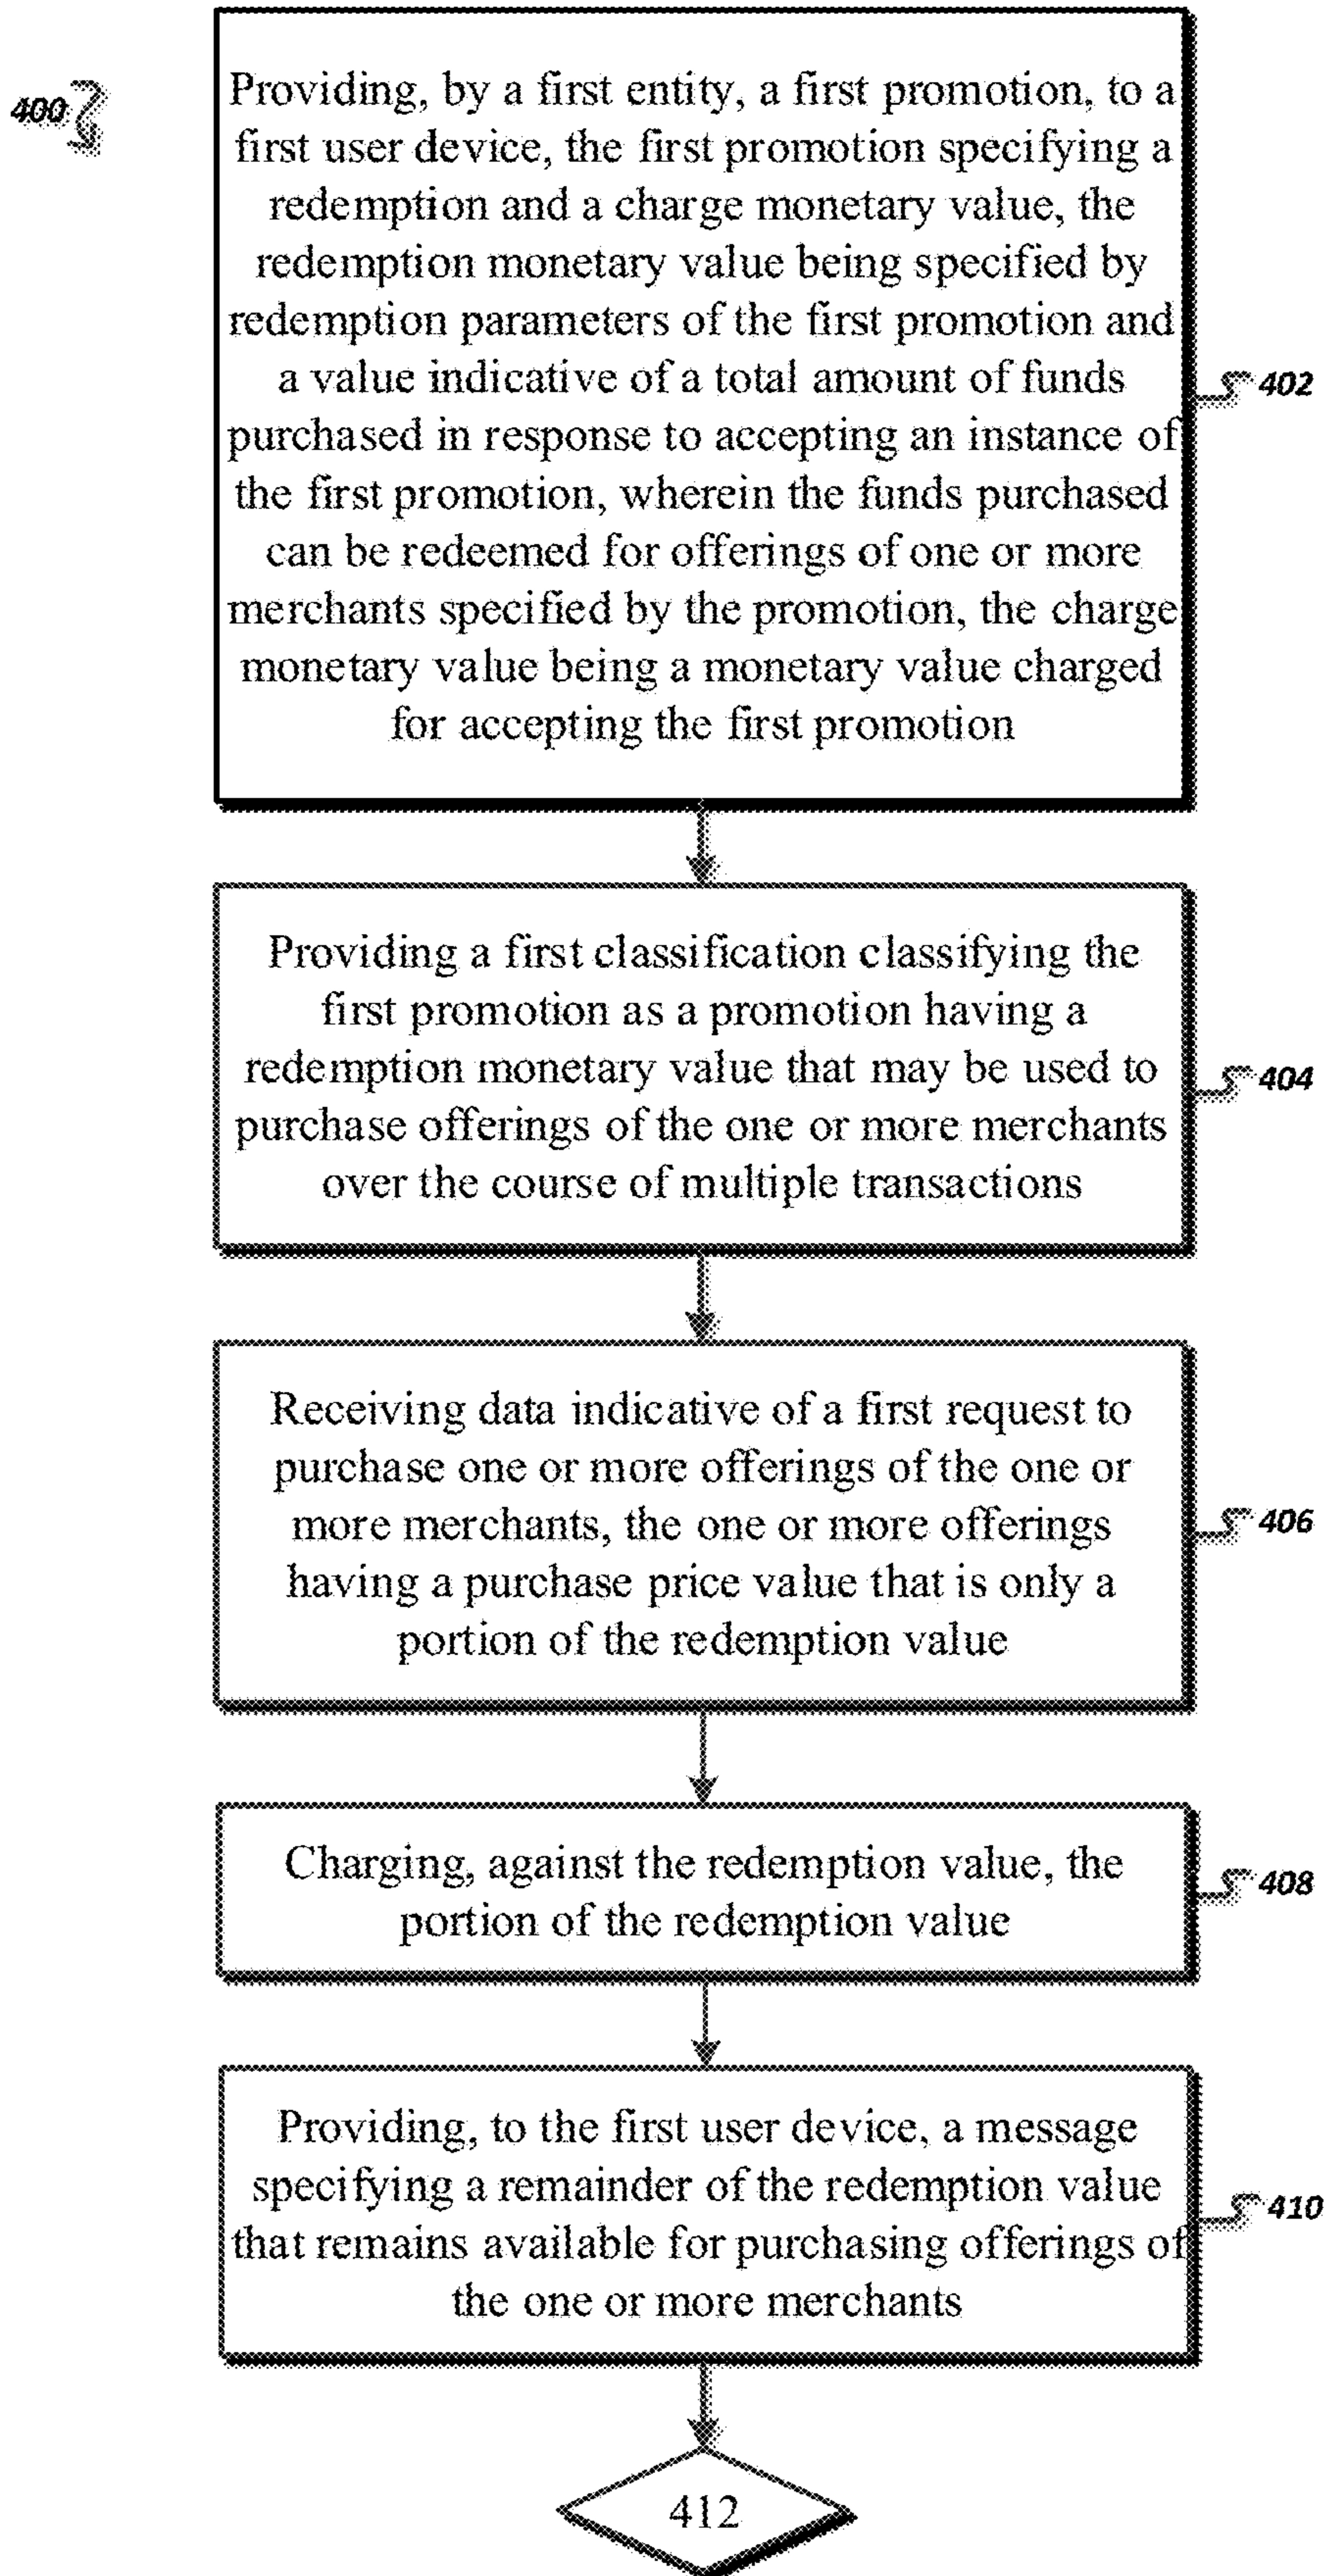 400
Providing, by a first entity, a first promotion, to a
first user device, the first promotion specifying a
redemption and a charge monetary value, the
redemption monetary value being specified by
redemption parameters of the first promotion and
a value indicative of a total amount of funds
purchased in response to accepting an instance of
the first promotion, wherein the funds purchased
can be redeemed for offerings of one or more
merchants specified by the promotion, the charge
monetary value being a monetary value charged
for accepting the first promotion
402
Providing a first classification classifying the
first promotion as a promotion having a
redemption monetary value that may be used to
purchase offerings of the one or more merchants
over the course of multiple transactions
404
Receiving data indicative of a first request to
purchase one or more offerings of the one or
more merchants, the one or more offerings
having a purchase price value that is only a
portion of the redemption value
406
Charging, against the redemption value, the
portion of the redemption value
408
Providing, to the first user device, a message
specifying a remainder of the redemption value
that remains available for purchasing offerings of
the one or more merchants
410
412